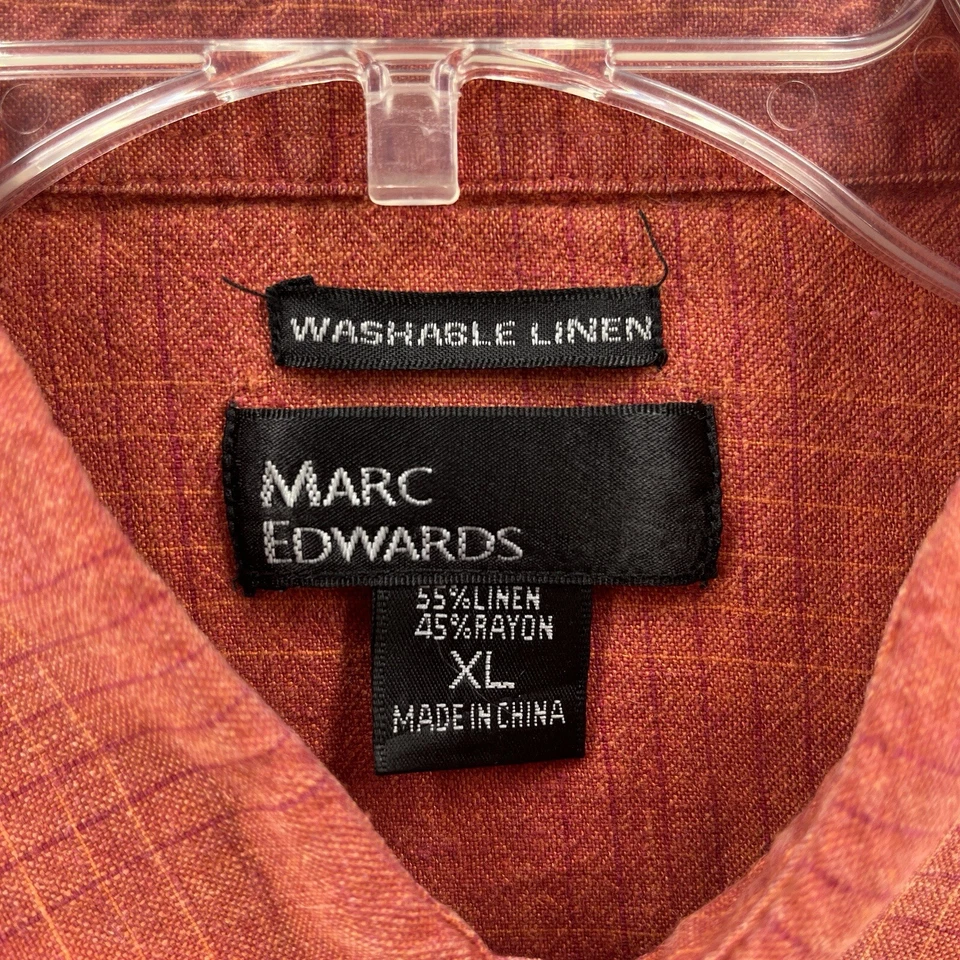 WASHABLE LINEN
MARC
EDWARDS
55%LINEN
45%RAYON
XL
MADE IN CHINA